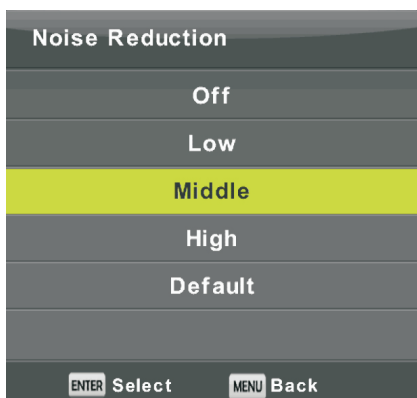 Noise Reduction
Off
Low
Middle
High
Default
ENTER Select MENU Back